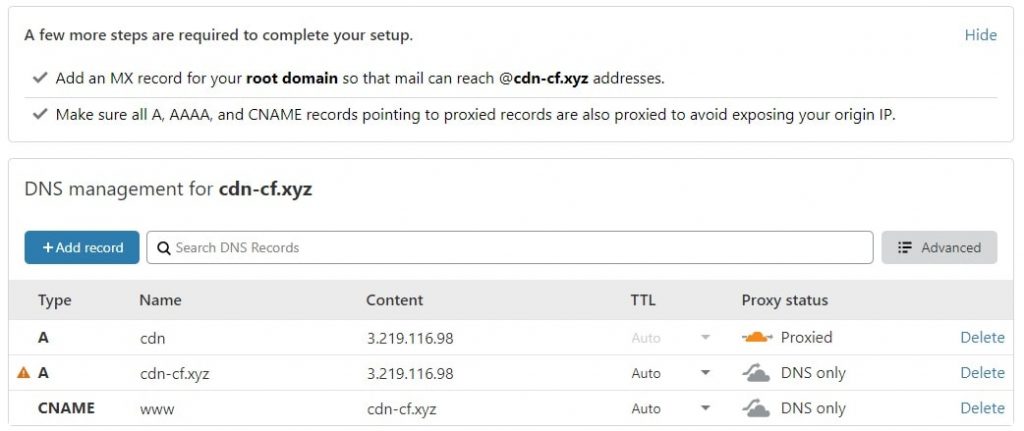 A few more steps are required to complete your setup. Hide
Add an MX record for your root domain so that mail can reach @cdn-cf.xyz addresses.
Make sure all A, AAAA, and CNAME records pointing to proxied records are also proxied to avoid exposing your origin IP.
DNS management for cdn-cf.xyz
+ Add record Search DNS Records Advanced
Type Name Content TTL Proxy status
A cdn 3.219.116.98 Auto Proxied Delete
A cdn-cf.xyz 3.219.116.98 Auto DNS only Delete
CNAME www cdn-cf.xyz Auto DNS only Delete